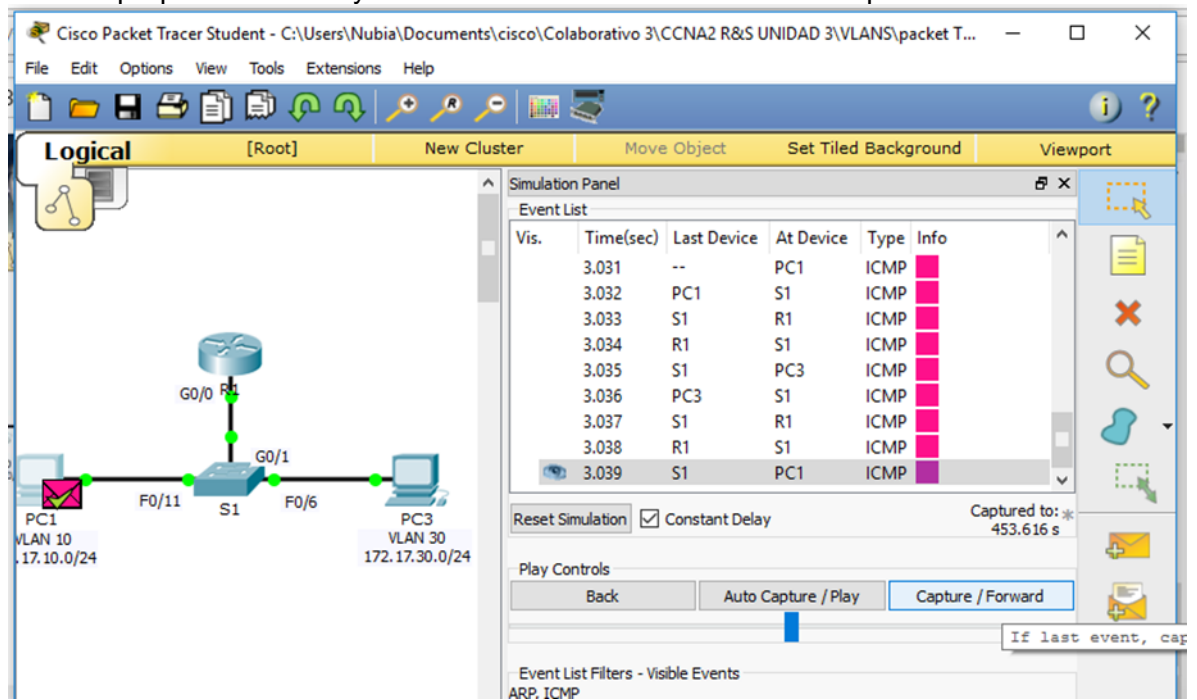 Cisco Packet Tracer Student - C:\Users\Nubia\Documents\cisco\Colaborativo 3\CCNA2 R&S UNIDAD 3\VLANS\packet T...
File Edit Options View Tools Extensions Help
Logical [Root] New Cluster Move Object Set Tiled Background Viewport
Simulation Panel
Event List
Vis. Time(sec) Last Device At Device Type Info
3.031 -- PC1 ICMP
3.032 PC1 S1 ICMP
3.033 S1 R1 ICMP
3.034 R1 S1 ICMP
3.035 S1 PC3 ICMP
3.036 PC3 S1 ICMP
3.037 S1 R1 ICMP
3.038 R1 S1 ICMP
3.039 S1 PC1 ICMP
Reset Simulation Constant Delay Captured to: *
453.616 s
Play Controls
Back Auto Capture / Play Capture / Forward
If last event, cap
Event List Filters - Visible Events
ARP, ICMP
G0/0 R1
G0/1
F0/11 S1 F0/6
PC1
VLAN 10
.17.10.0/24
PC3
VLAN 30
172.17.30.0/24